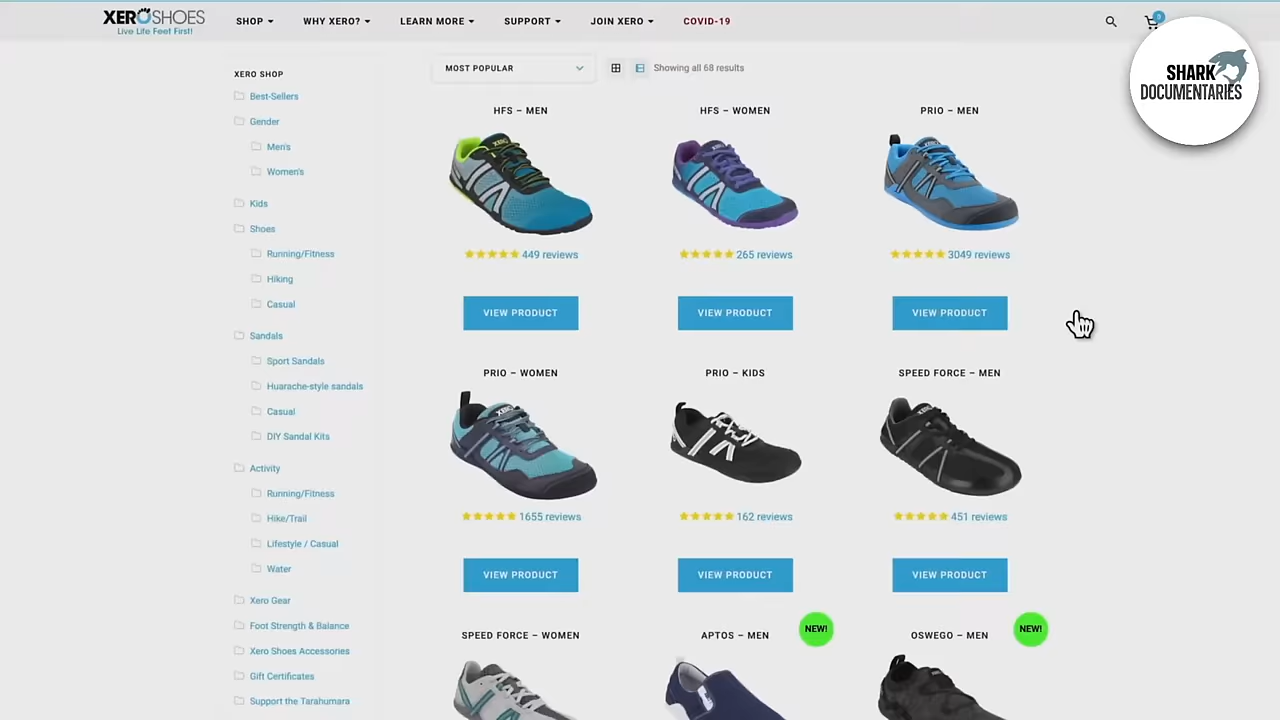 XEROSHOES
Live Life Feet First!
SHOP
WHY XERO?
LEARN MORE
SUPPORT
JOIN XERO
COVID-19
0
SHARK
DOCUMENTARIES
XERO SHOP
Best-Sellers
Gender
Men's
Women's
Kids
Shoes
Running/Fitness
Hiking
Casual
Sandals
Sport Sandals
Huarache-style sandals
Casual
DIY Sandal Kits
Activity
Running/Fitness
Hike/Trail
Lifestyle / Casual
Water
Xero Gear
Foot Strength & Balance
Xero Shoes Accessories
Gift Certificates
Support the Tarahumara
MOST POPULAR
Showing all 68 results
HFS – MEN
449 reviews
VIEW PRODUCT
HFS – WOMEN
265 reviews
VIEW PRODUCT
PRIO – MEN
3049 reviews
VIEW PRODUCT
PRIO – WOMEN
1655 reviews
VIEW PRODUCT
PRIO – KIDS
162 reviews
VIEW PRODUCT
SPEED FORCE – MEN
451 reviews
VIEW PRODUCT
SPEED FORCE – WOMEN
APTOS – MEN
NEW!
OSWEGO – MEN
NEW!